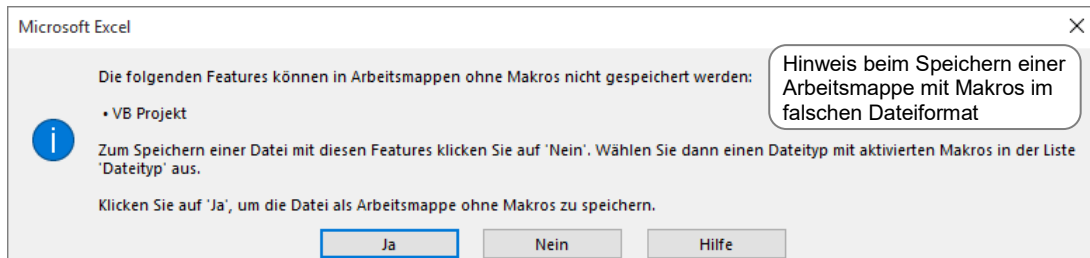 Microsoft Excel
Die folgenden Features können in Arbeitsmappen ohne Makros nicht gespeichert werden:
Hinweis beim Speichern einer
Arbeitsmappe mit Makros im
falschen Dateiformat
• VB Projekt
Zum Speichern einer Datei mit diesen Features klicken Sie auf 'Nein'. Wählen Sie dann einen Dateityp mit aktivierten Makros in der Liste
'Dateityp' aus.
Klicken Sie auf 'Ja', um die Datei als Arbeitsmappe ohne Makros zu speichern.
Ja
Nein
Hilfe